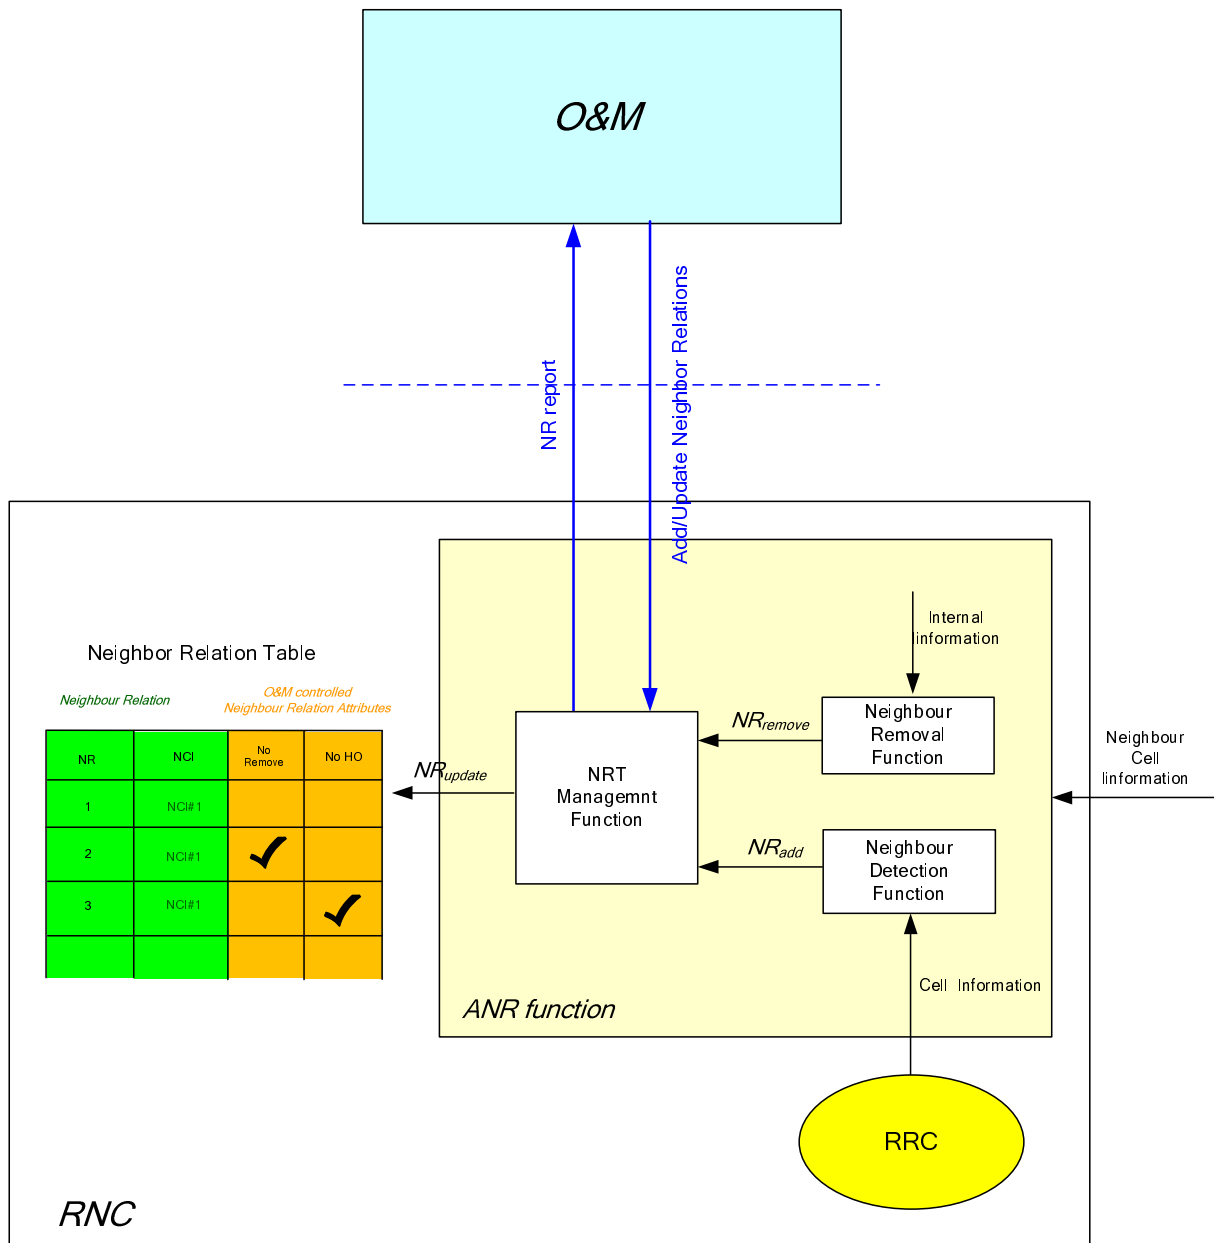 O&M
NR report
Add/Update Neighbor Relations
Neighbor Relation Table
Neighbour Relation
O&M controlled
Neighbour Relation Attributes
NR NCI No Remove No HO
1 NCI#1
2 NCI#1
3 NCI#1
NRupdate
NRT
Managemnt
Function
NRremove
NRadd
Internal
Iinformation
Neighbour
Removal
Function
Neighbour
Detection
Function
Cell Information
ANR function
Neighbour
Cell
Iinformation
RRC
RNC